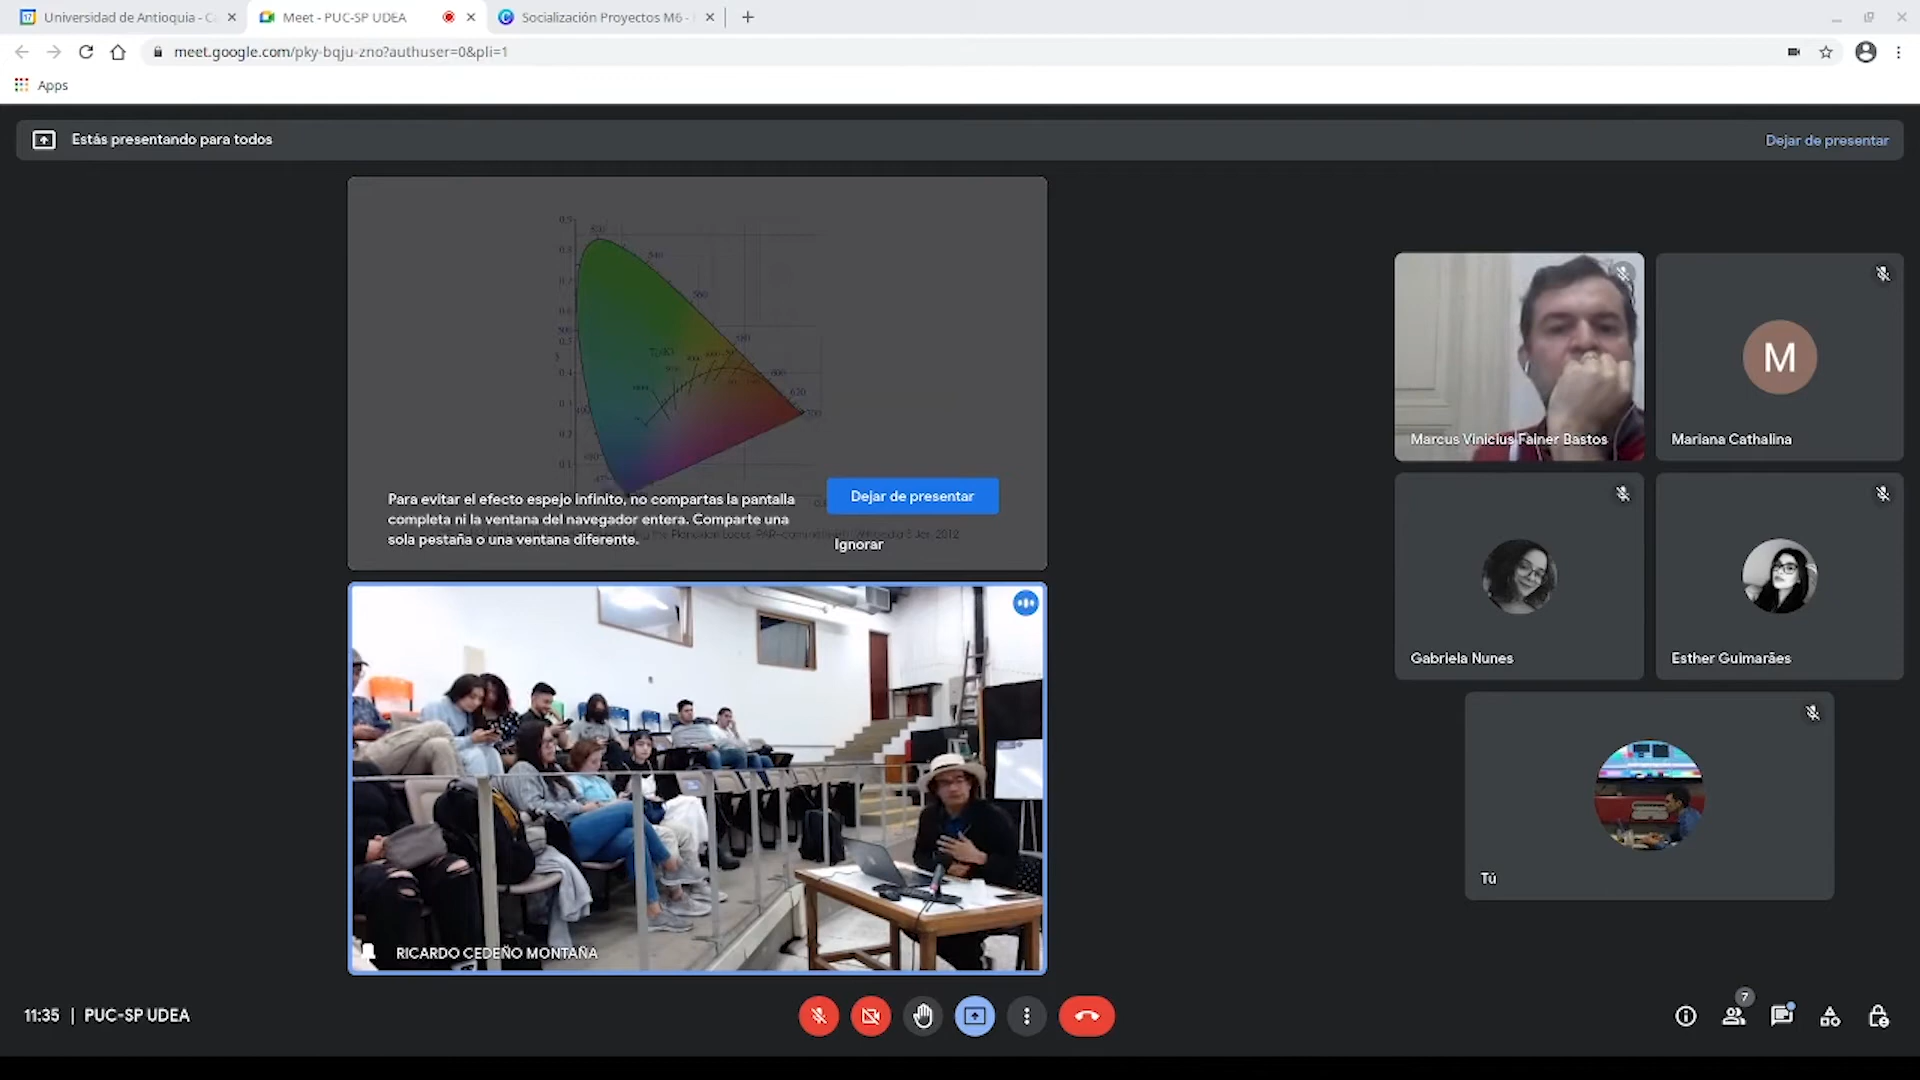 Universidad de Antioquia - C
Meet - PUC-SP UDEA
Socialización Proyectos M6 -
meet.google.com/pky-bqju-zno?authuser=0&pli=1
Apps
Estás presentando para todos
Dejar de presentar
Para evitar el efecto espejo infinito, no compartas la pantalla
completa ni la ventana del navegador entera. Comparte una
sola pestaña o una ventana diferente.
Dejar de presentar
Ignorar
Marcus Vinicius Fainer Bastos
M
Mariana Cathalina
Gabriela Nunes
Esther Guimarães
Tú
RICARDO CEDEÑO MONTAÑA
11:35 | PUC-SP UDEA
7